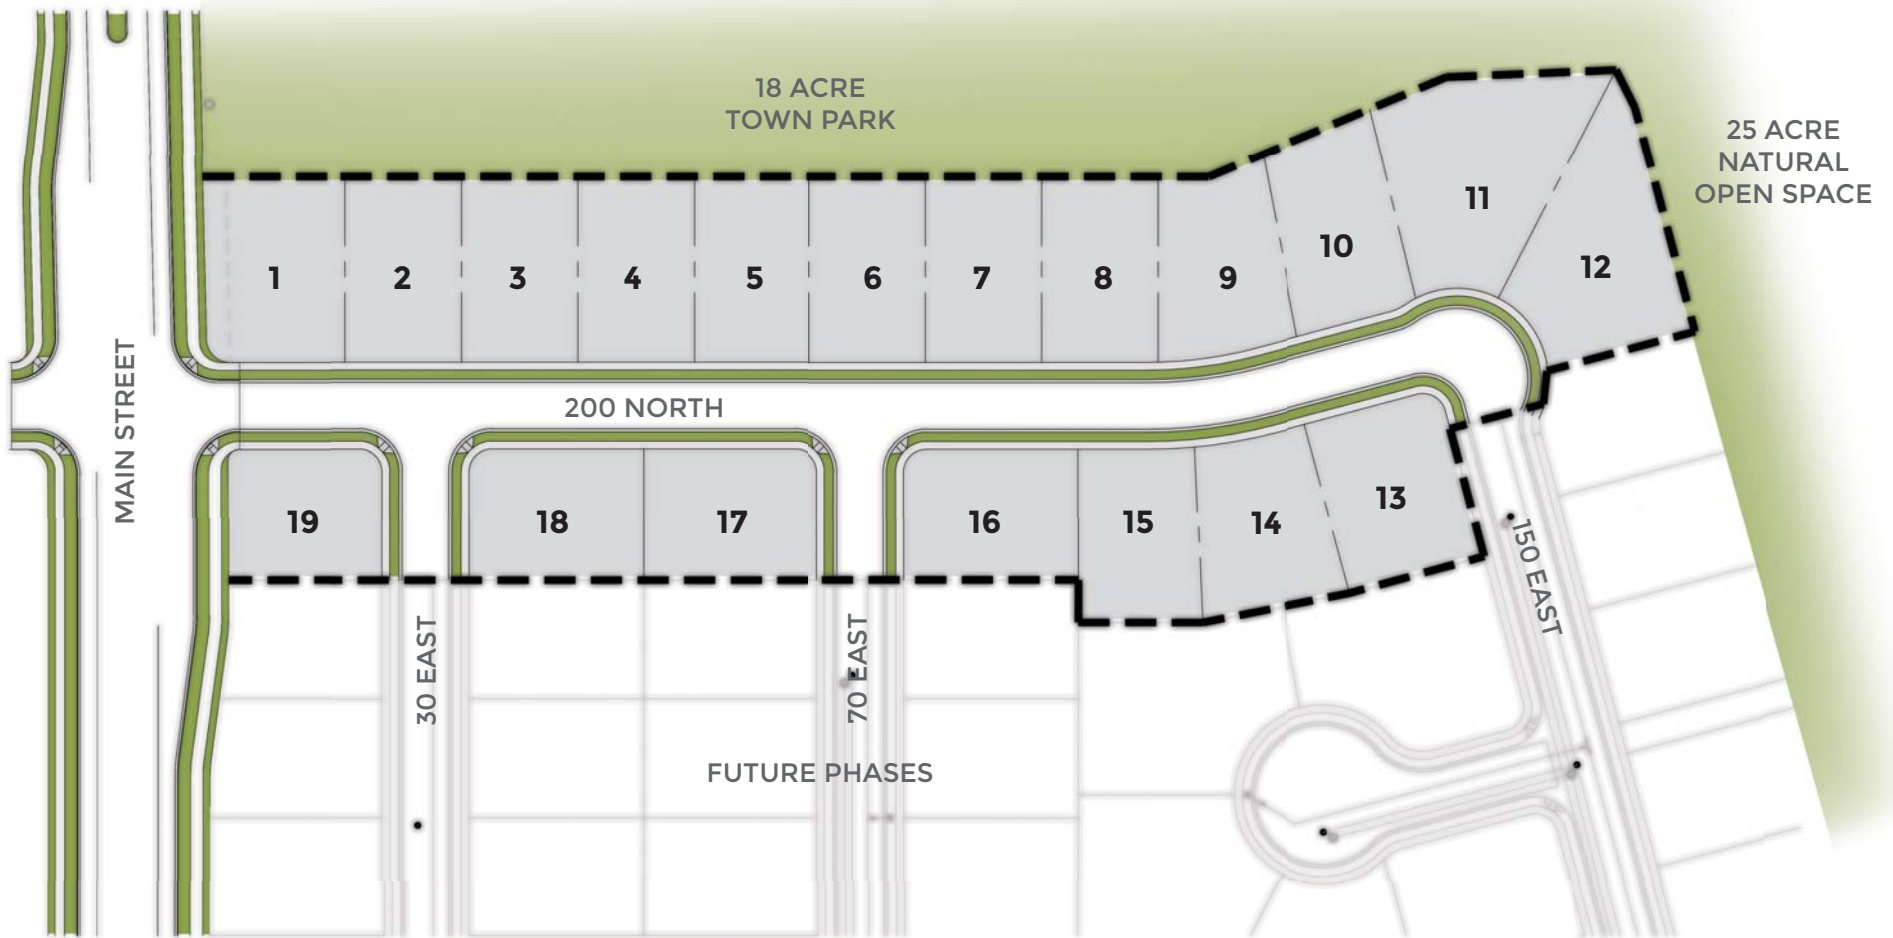 18 ACRE
TOWN PARK
25 ACRE
NATURAL
OPEN SPACE
1
2
3
4
5
6
7
8
9
10
11
12
MAIN STREET
200 NORTH
19
18
17
16
15
14
13
150 EAST
30 EAST
70 EAST
FUTURE PHASES